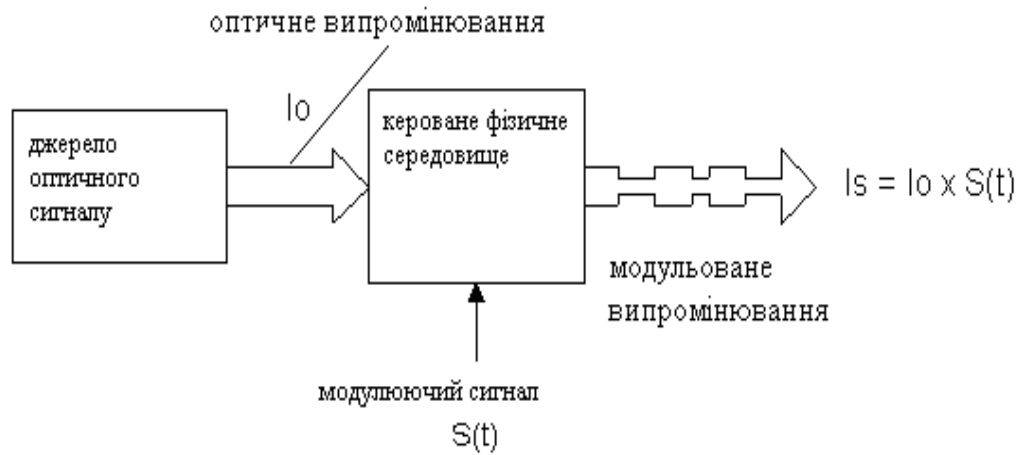 оптичне випромінювання
Io
джерело
оптичного
сигналу
кероване фізичне
середовище
Is = Io x S(t)
модульоване
випромінювання
модулюючий сигнал
S(t)